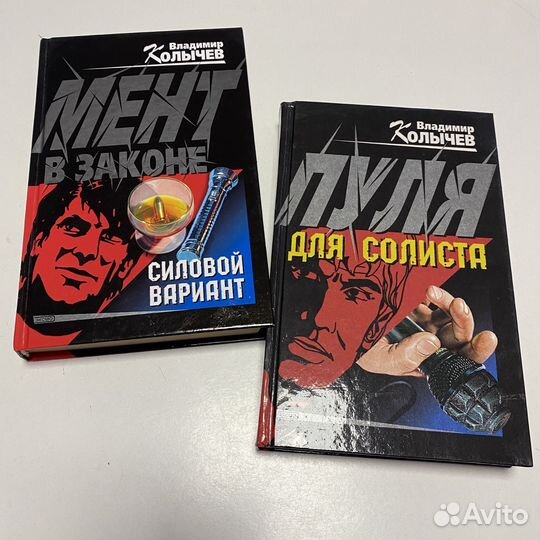 Владимир
Колычев
МЕНТ
В ЗАКОНЕ
СИЛОВОЙ
ВАРИАНТ
Владимир
Колычев
ПУЛЯ
ДЛЯ СОЛИСТА
Avito